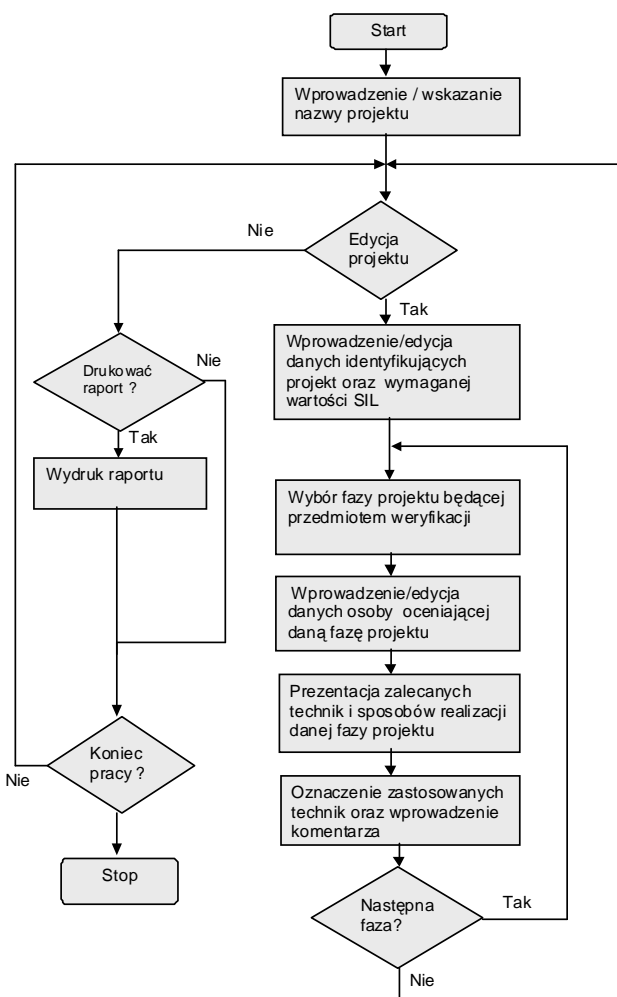 Start
Wprowadzenie / wskazanie
nazwy projektu
Edycja
projektu
Nie
Tak
Drukować
raport ?
Nie
Tak
Wydruk raportu
Koniec
pracy ?
Nie
Stop
Wprowadzenie/edycja
danych identyfikujących
projekt oraz wymaganej
wartości SIL
Wybór fazy projektu będącej
przedmiotem weryfikacji
Wprowadzenie/edycja
danych osoby oceniającej
daną fazę projektu
Prezentacja zalecanych
technik i sposobów realizacji
danej fazy projektu
Oznaczenie zastosowanych
technik oraz wprowadzenie
komentarza
Następna
faza?
Tak
Nie